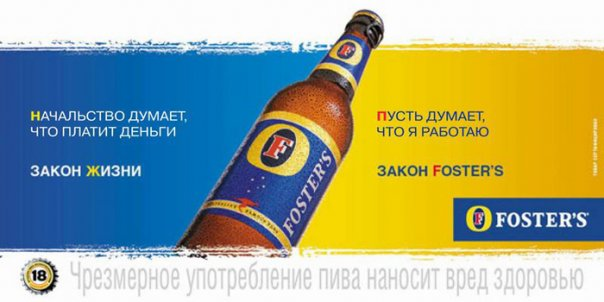 НАЧАЛЬСТВО ДУМАЕТ,
ЧТО ПЛАТИТ ДЕНЬГИ
ЗАКОН ЖИЗНИ
ПУСТЬ ДУМАЕТ,
ЧТО Я РАБОТАЮ
ЗАКОН FOSTER'S
F
F
FOSTER'S
F FOSTER'S
18 Чрезмерное употребление пива наносит вред здоровью